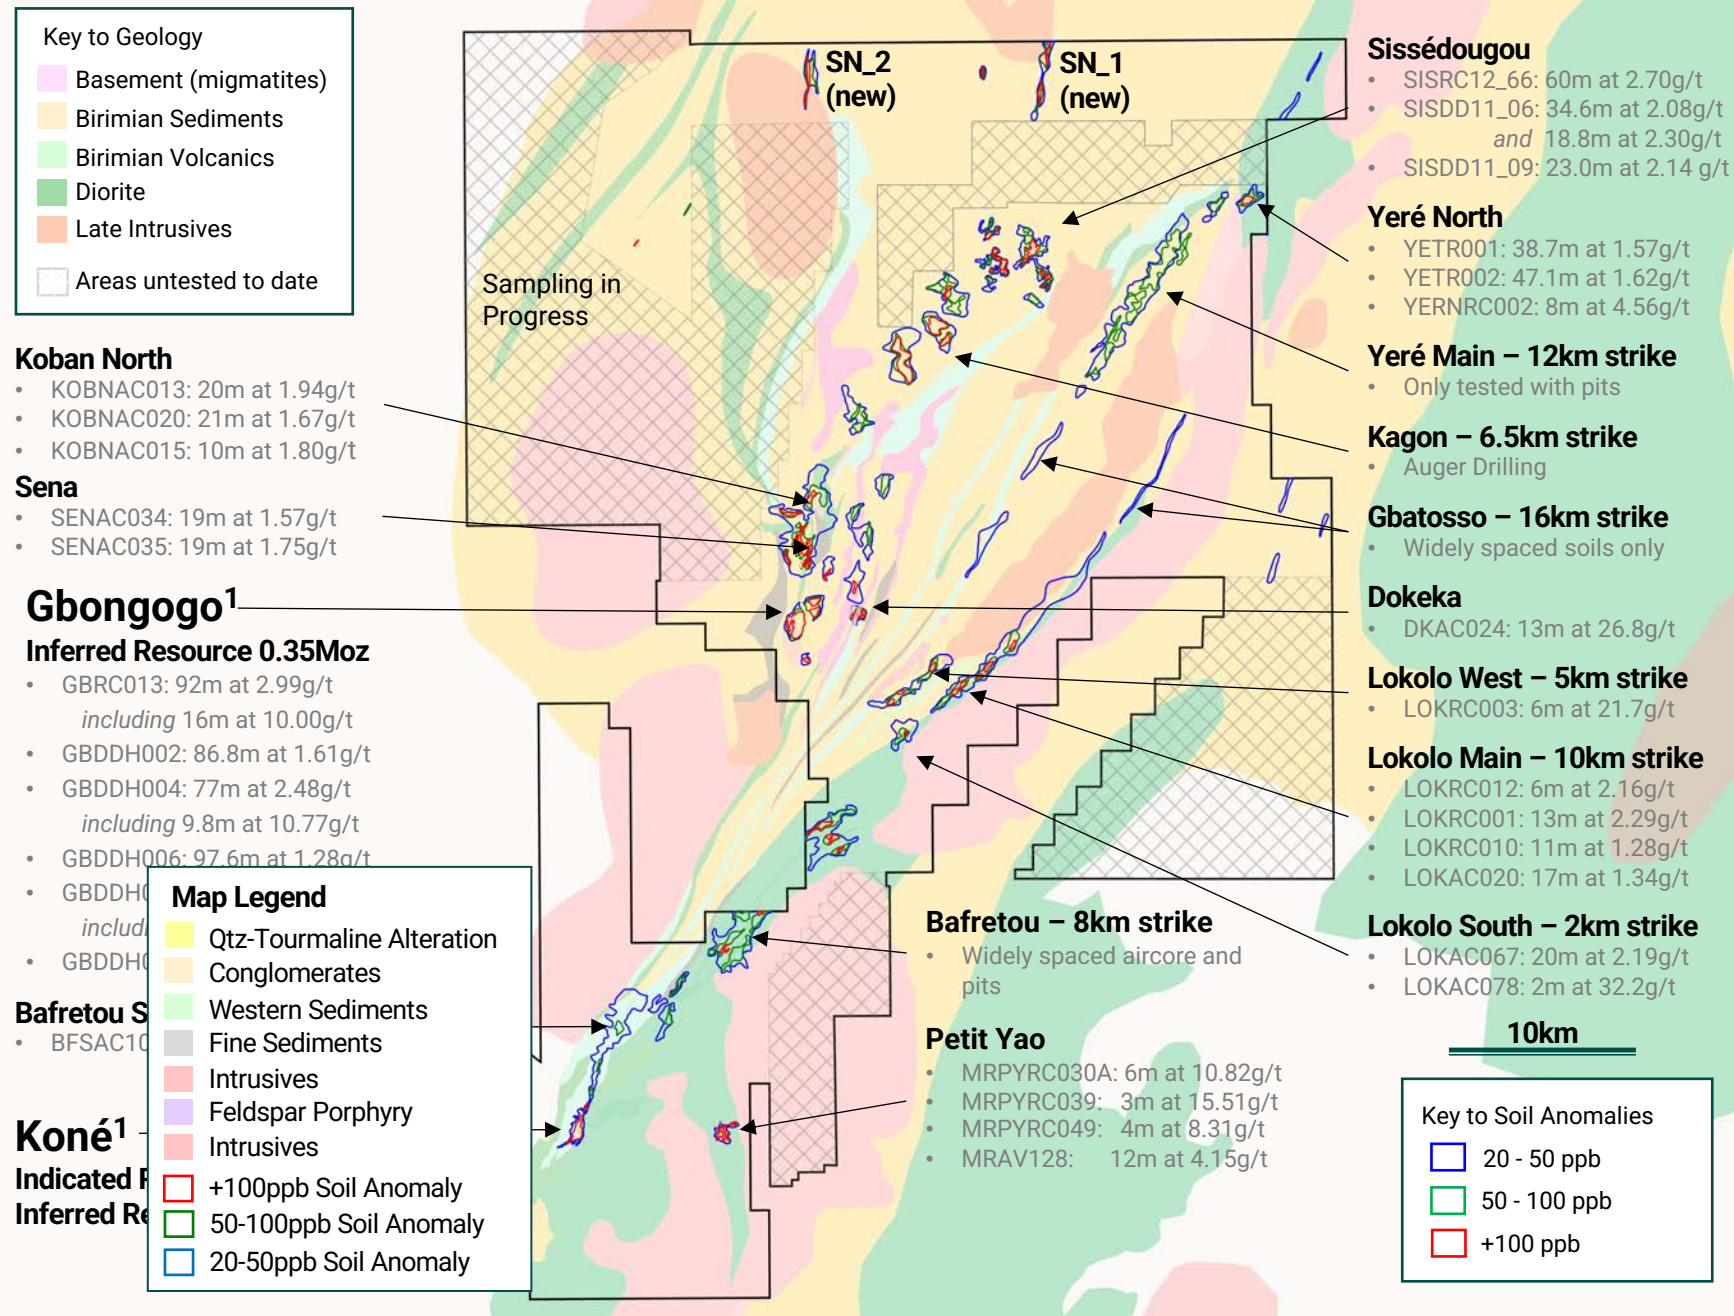 Key to Geology
Basement (migmatites)
Birimian Sediments
Birimian Volcanics
Diorite
Late Intrusives
Areas untested to date
Koban North
• KOBNAC013: 20m at 1.94g/t
• KOBNAC020: 21m at 1.67g/t
• KOBNAC015: 10m at 1.80g/t
Sena
• SENAC034: 19m at 1.57g/t
• SENAC035: 19m at 1.75g/t
Gbongogo1
Inferred Resource 0.35Moz
• GBRC013: 92m at 2.99g/t
including 16m at 10.00g/t
• GBDDH002: 86.8m at 1.61g/t
• GBDDH004: 77m at 2.48g/t
including 9.8m at 10.77g/t
• GBDDH006: 97.6m at 1.28g/t
• GBDDH0
includi
• GBDDH0
Bafretou S
• BFSAC10
Koné1
Indicated R
Inferred Re
Map Legend
Qtz-Tourmaline Alteration
Conglomerates
Western Sediments
Fine Sediments
Intrusives
Feldspar Porphyry
Intrusives
+100ppb Soil Anomaly
50-100ppb Soil Anomaly
20-50ppb Soil Anomaly
SN_2
(new)
SN_1
(new)
Sampling in
Progress
Bafretou – 8km strike
• Widely spaced aircore and
pits
Petit Yao
• MRPYRC030A: 6m at 10.82g/t
• MRPYRC039: 3m at 15.51g/t
• MRPYRC049: 4m at 8.31g/t
• MRAV128: 12m at 4.15g/t
Sissédougou
• SISRC12_66: 60m at 2.70g/t
• SISDD11_06: 34.6m at 2.08g/t
and 18.8m at 2.30g/t
• SISDD11_09: 23.0m at 2.14 g/t
Yeré North
• YETR001: 38.7m at 1.57g/t
• YETR002: 47.1m at 1.62g/t
• YERNRC002: 8m at 4.56g/t
Yeré Main – 12km strike
• Only tested with pits
Kagon – 6.5km strike
• Auger Drilling
Gbatosso – 16km strike
• Widely spaced soils only
Dokeka
• DKAC024: 13m at 26.8g/t
Lokolo West – 5km strike
• LOKRC003: 6m at 21.7g/t
Lokolo Main – 10km strike
• LOKRC012: 6m at 2.16g/t
• LOKRC001: 13m at 2.29g/t
• LOKRC010: 11m at 1.28g/t
• LOKAC020: 17m at 1.34g/t
Lokolo South – 2km strike
• LOKAC067: 20m at 2.19g/t
• LOKAC078: 2m at 32.2g/t
10km
Key to Soil Anomalies
20 - 50 ppb
50 - 100 ppb
+100 ppb